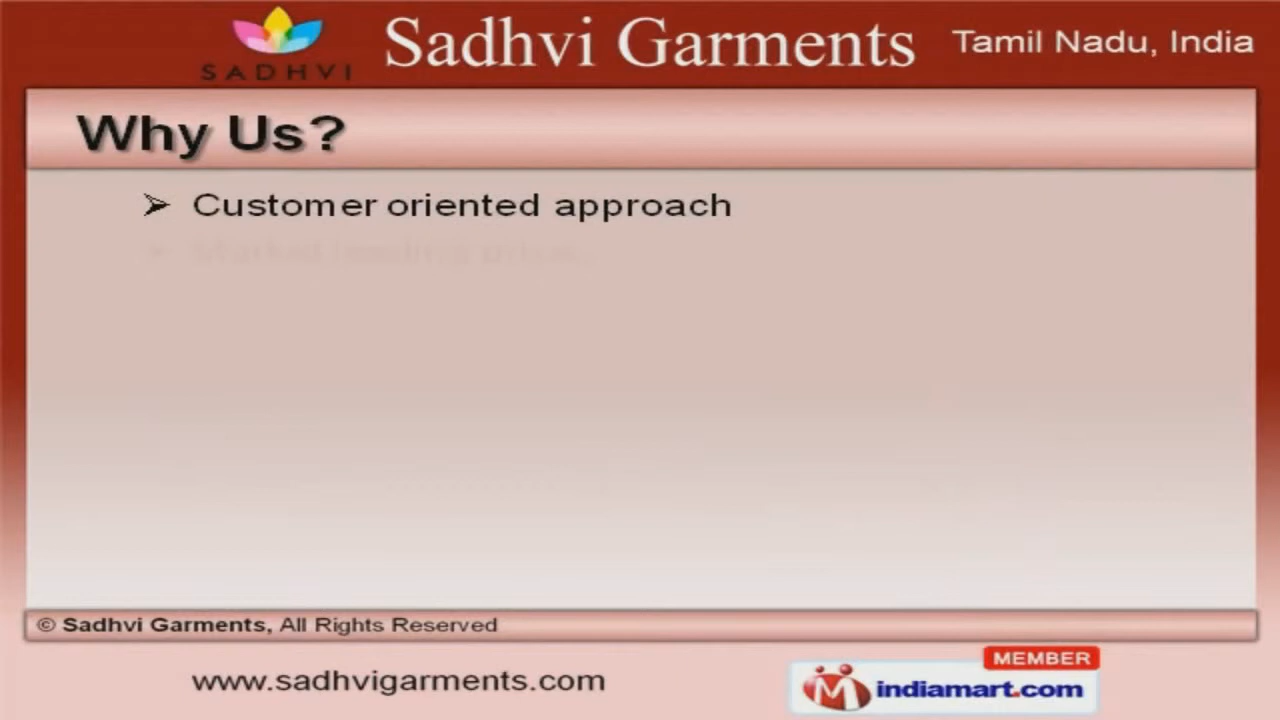 SADHVI
Sadhvi Garments
Tamil Nadu, India
Why Us?
➢ Customer oriented approach
© Sadhvi Garments, All Rights Reserved
www.sadhvigarments.com
MEMBER
indiamart.com